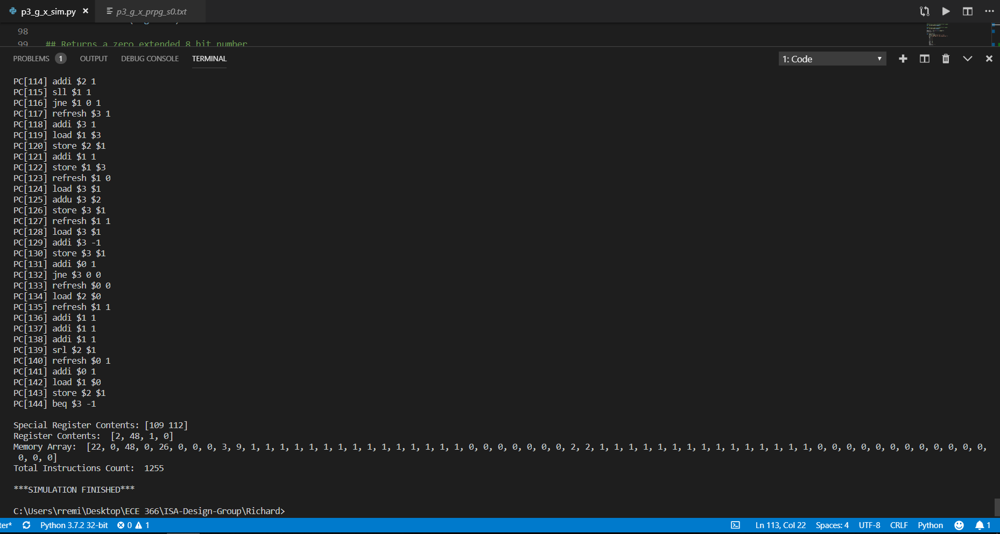 p3_g_x_sim.py ×
p3_g_x_prpg_s0.txt
98
99 ## Returns a zero extended 8 bit number
PROBLEMS 1 OUTPUT DEBUG CONSOLE TERMINAL
1: Code
PC[114] addi $2 1
PC[115] sll $1 1
PC[116] jne $1 0 1
PC[117] refresh $3 1
PC[118] addi $3 1
PC[119] load $1 $3
PC[120] store $2 $1
PC[121] addi $1 1
PC[122] store $1 $3
PC[123] refresh $1 0
PC[124] load $3 $1
PC[125] addu $3 $2
PC[126] store $3 $1
PC[127] refresh $1 1
PC[128] load $3 $1
PC[129] addi $3 -1
PC[130] store $3 $1
PC[131] addi $0 1
PC[132] jne $3 0 0
PC[133] refresh $0 0
PC[134] load $2 $0
PC[135] refresh $1 1
PC[136] addi $1 1
PC[137] addi $1 1
PC[138] addi $1 1
PC[139] srl $2 $1
PC[140] refresh $0 1
PC[141] addi $0 1
PC[142] load $1 $0
PC[143] store $2 $1
PC[144] beq $3 -1
Special Register Contents: [109 112]
Register Contents:  [2, 48, 1, 0]
Memory Array:  [22, 0, 48, 0, 26, 0, 0, 0, 3, 9, 1, 1, 1, 1, 1, 1, 1, 1, 1, 1, 1, 1, 1, 1, 1, 0, 0, 0, 0, 0, 0, 0, 2, 2, 1, 1, 1, 1, 1, 1, 1, 1, 1, 1, 1, 1, 1, 1, 1, 0, 0, 0, 0, 0, 0, 0, 0, 0, 0, 0, 0,
0, 0, 0]
Total Instructions Count:  1255
***SIMULATION FINISHED***
C:\Users\rremi\Desktop\ECE 366\ISA-Design-Group\Richard>
ter* Python 3.7.2 32-bit 0 1 Ln 113, Col 22 Spaces: 4 UTF-8 CRLF Python 1